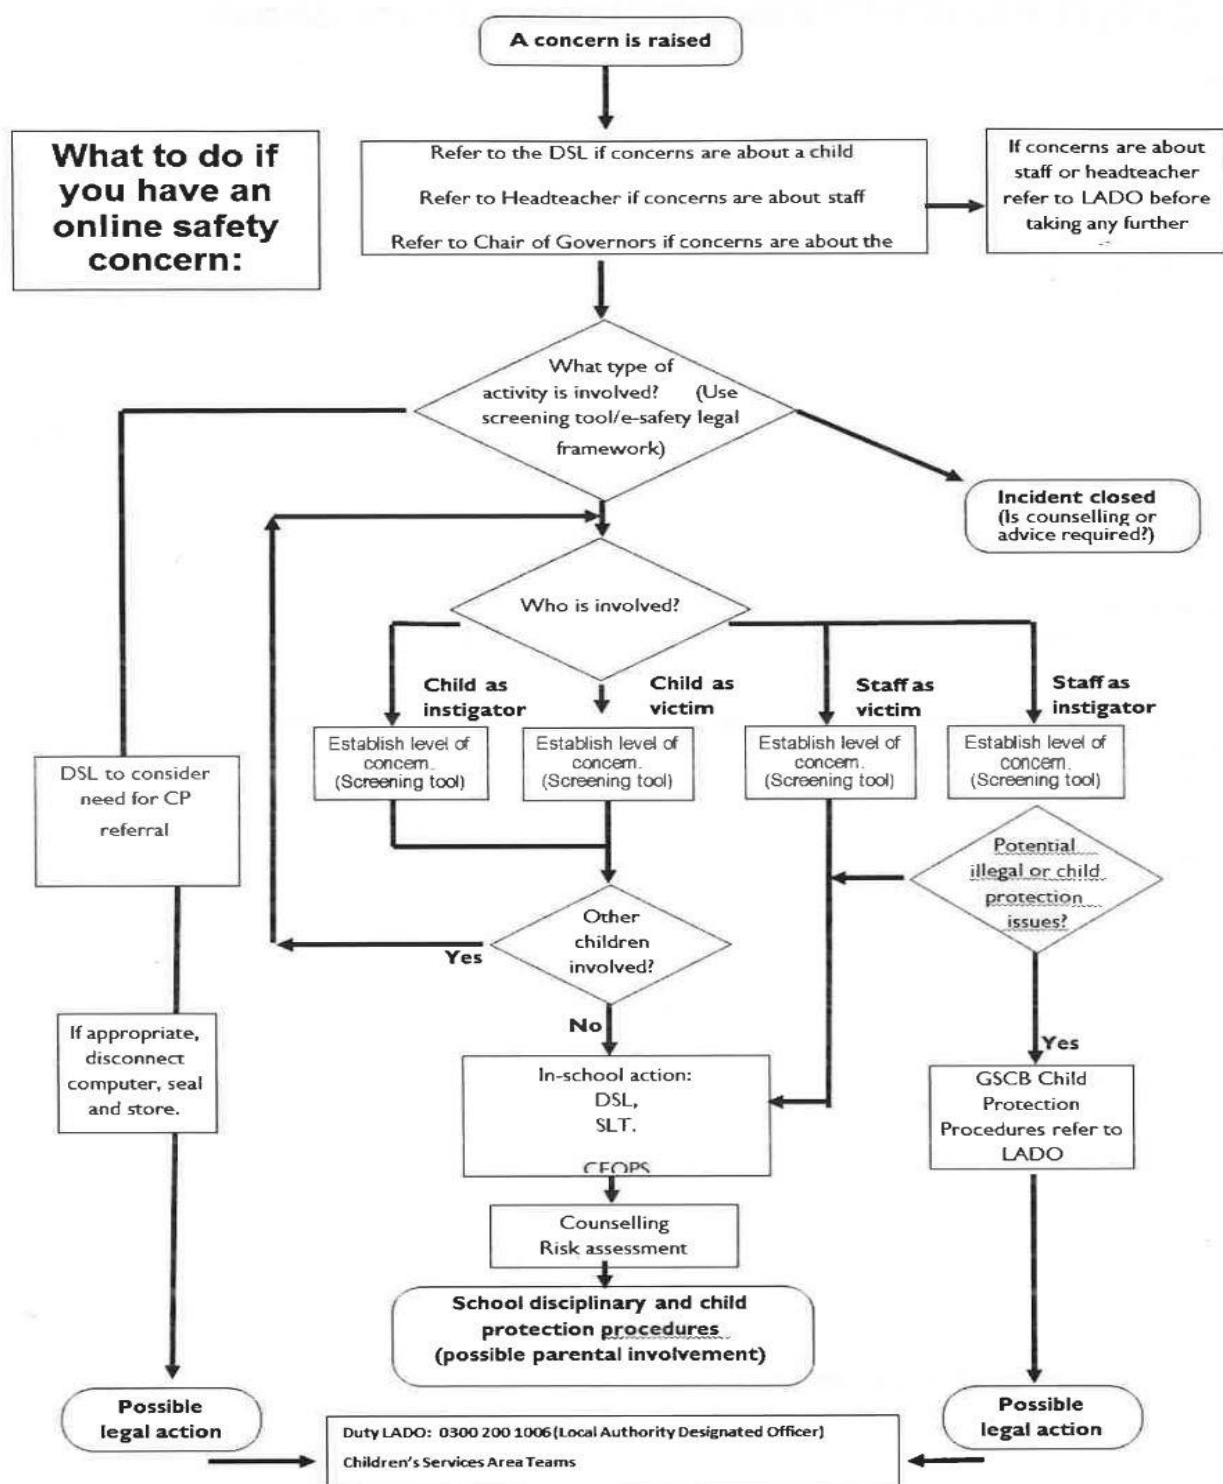 A concern is raised
What to do if
you have an
online safety
concern:
Refer to the DSL if concerns are about a child
Refer to Headteacher if concerns are about staff
Refer to Chair of Governors if concerns are about the
If concerns are about
staff or headteacher
refer to LADO before
taking any further
What type of
activity is involved? (Use
screening tool/e-safety legal
framework)
Incident closed
(Is counselling or
advice required?)
Who is involved?
Child as
instigator
Child as
victim
Staff as
victim
Staff as
instigator
Establish level of
concern.
(Screening tool)
Establish level of
concern.
(Screening tool)
Establish level of
concern.
(Screening tool)
Establish level of
concern.
(Screening tool)
DSL to consider
need for CP
referral
Potential
illegal or child
protection
issues?
Other
children
involved?
Yes
No
Yes
If appropriate,
disconnect
computer, seal
and store.
In-school action:
DSL,
SLT.
CEOPS
GSCB Child
Protection
Procedures refer to
LADO
Counselling
Risk assessment
School disciplinary and child
protection procedures
(possible parental involvement)
Possible
legal action
Possible
legal action
Duty LADO: 0300 200 1006 (Local Authority Designated Officer)
Children's Services Area Teams